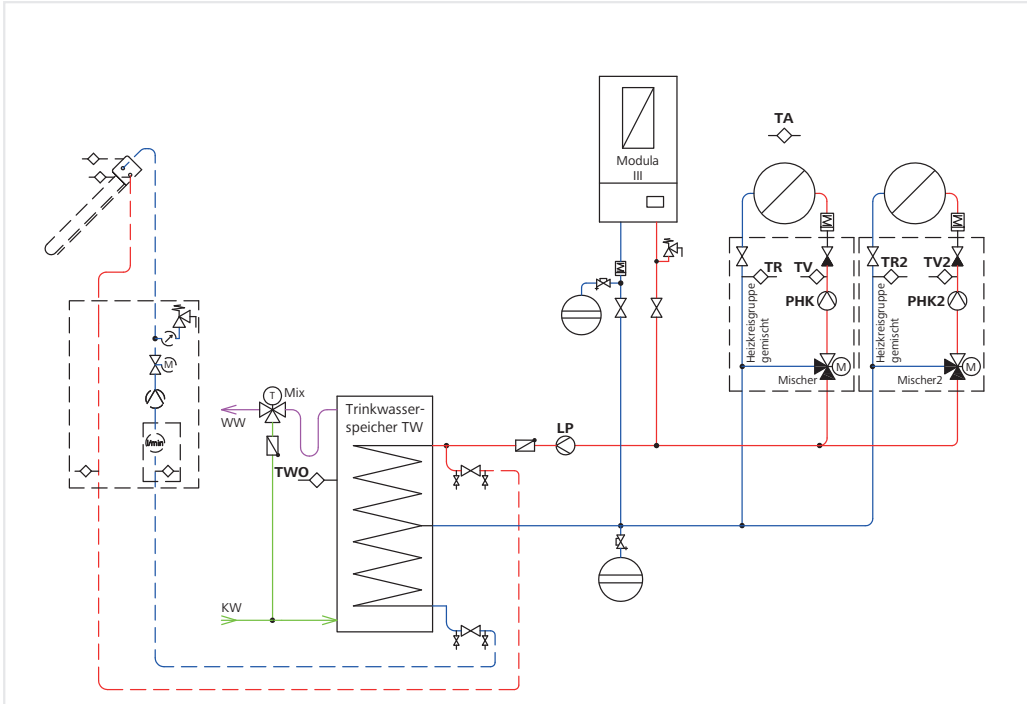 TA
Modula
III
TR
TV
TR2
TV2
PHK
PHK2
Heizkreisgruppe
gemischt
Heizkreisgruppe
gemischt
M
M
Mischer
Mischer2
M
l/min
T
Mix
WW
Trinkwasser-
speicher TW
LP
TWO
KW